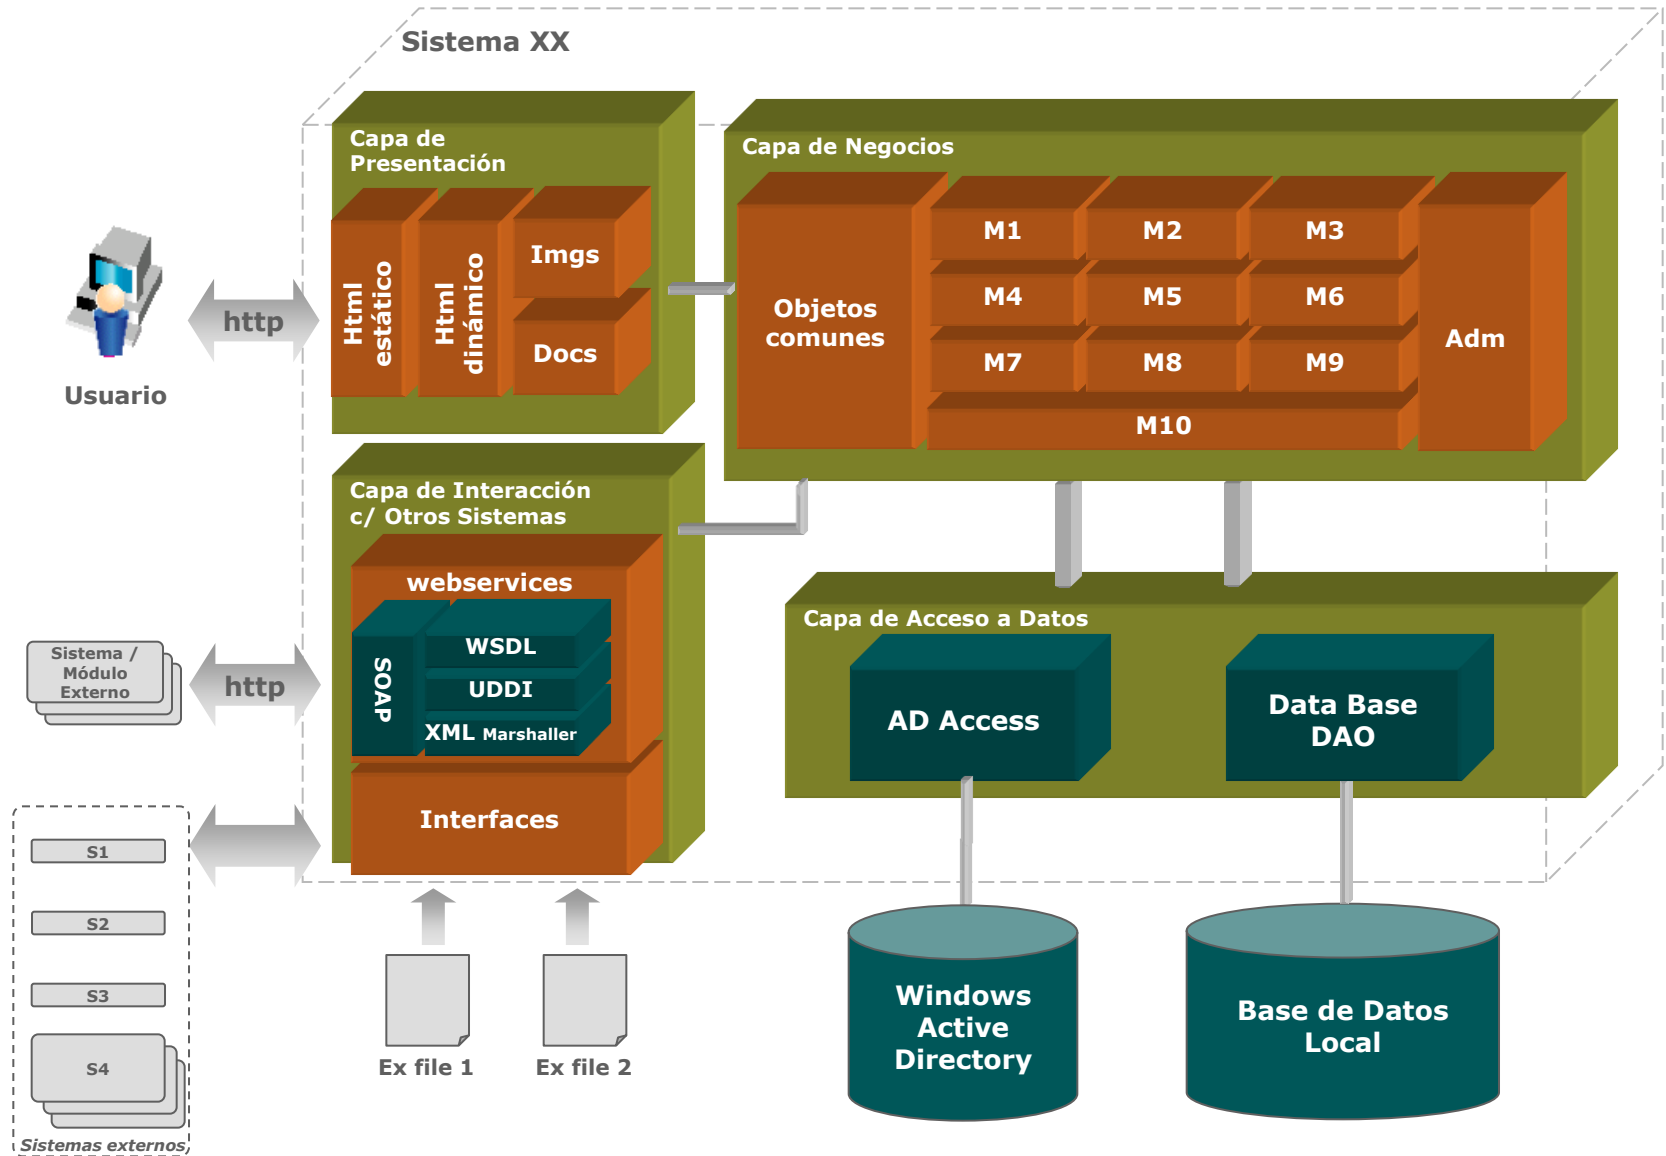 Sistema XX
Capa de
Presentación
Html
estático
Html
dinámico
Imgs
Docs
Capa de Negocios
Objetos
comunes
M1
M2
M3
M4
M5
M6
M7
M8
M9
M10
Adm
http
Usuario
Capa de Interacción
c/ Otros Sistemas
webservices
SOAP
WSDL
UDDI
XML Marshaller
Interfaces
Capa de Acceso a Datos
AD Access
Data Base
DAO
Sistema /
Módulo
Externo
http
S1
S2
S3
S4
Sistemas externos
Ex file 1
Ex file 2
Windows
Active
Directory
Base de Datos
Local